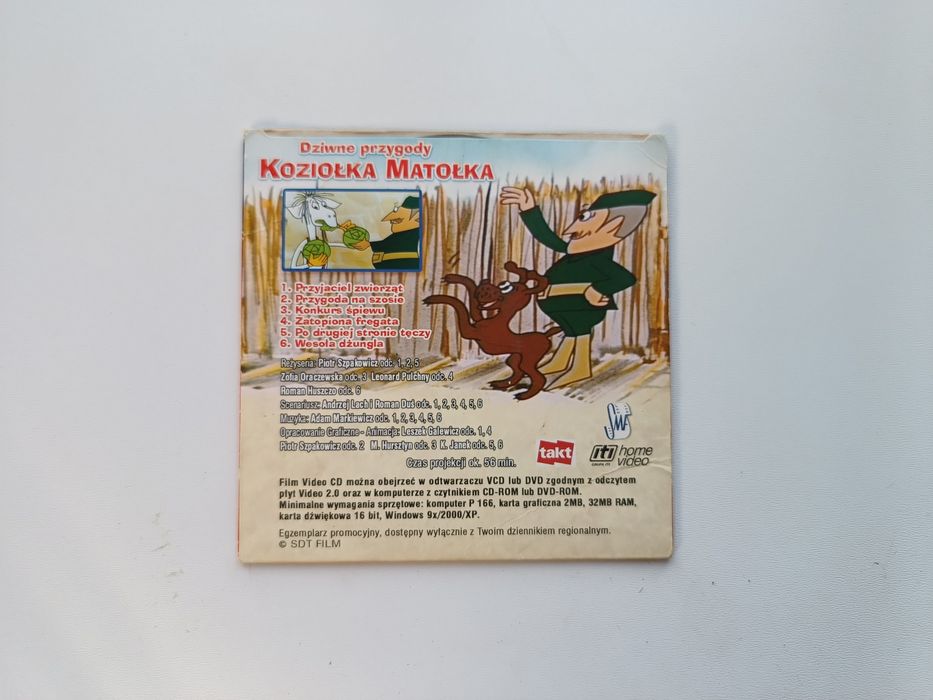 Dziwne przygody
KOZIOŁKA MATOŁKA
1. Przyjaciel zwierząt
2. Przygoda na szosie
3. Konkurs śpiewu
4. Zatopiona fregata
5. Po drugiej stronie tęczy
6. Wesoła dżungla
Reżyseria: Piotr Szpakowicz odc. 1, 2, 5
Zofia Oraczewska odc. 3 Leonard Pulchny odc. 4
Roman Huszczo odc. 6
Scenariusz: Andrzej Lach i Roman Duś odc. 1, 2, 3, 4, 5, 6
Muzyka: Adam Markiewicz odc. 1, 2, 3, 4, 5, 6
Opracowanie Graficzne - Animacja: Leszek Galewicz odc. 1, 4
Piotr Szpakowicz odc. 2 M. Hursztyn odc. 3 K. Janek odc. 5, 6
Czas projekcji ok. 56 min.
takt
iti home video
GRUPA ITI
SMF
Film Video CD można obejrzeć w odtwarzaczu VCD lub DVD zgodnym z odczytem
płyt Video 2.0 oraz w komputerze z czytnikiem CD-ROM lub DVD-ROM.
Minimalne wymagania sprzętowe: komputer P 166, karta graficzna 2MB, 32MB RAM,
karta dźwiękowa 16 bit, Windows 9x/2000/XP.
Egzemplarz promocyjny, dostępny wyłącznie z Twoim dziennikiem regionalnym.
© SDT FILM